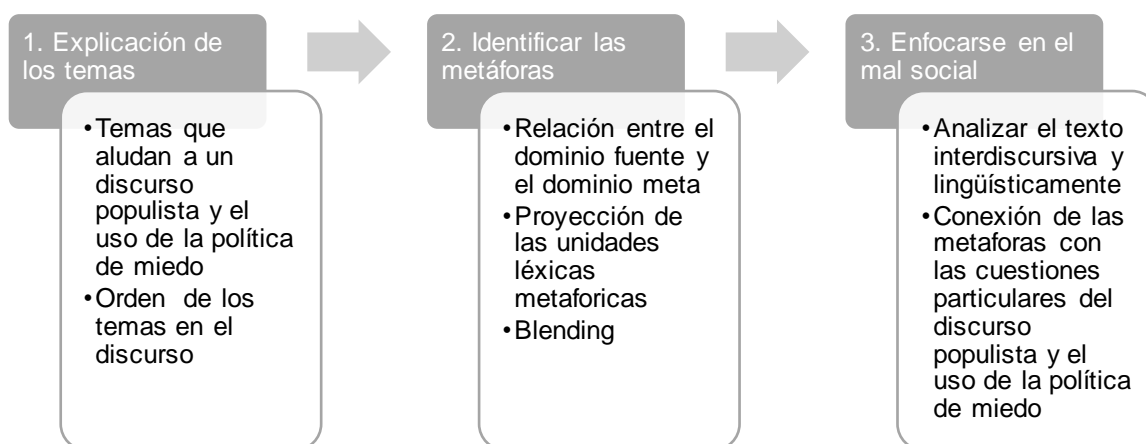 1. Explicación de
los temas
•Temas que
aludan a un
discurso
populista y el
uso de la política
de miedo
•Orden de los
temas en el
discurso
2. Identificar las
metáforas
•Relación entre el
dominio fuente y
el dominio meta
•Proyección de
las unidades
léxicas
metaforicas
•Blending
3. Enfocarse en el
mal social
•Analizar el texto
interdiscursiva y
lingüísticamente
•Conexión de las
metaforas con
las cuestiones
particulares del
discurso
populista y el
uso de la política
de miedo